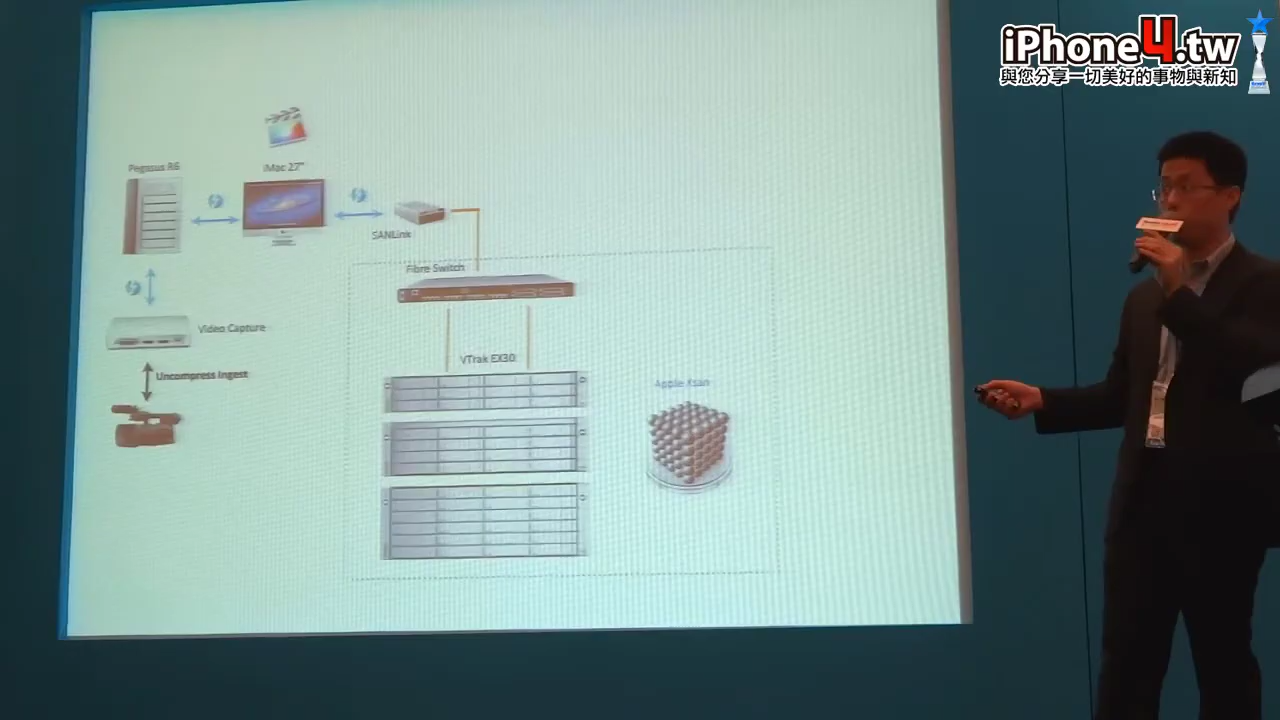 iPhone4.tw
與您分享一切美好的事物與新知
Pegasus R6
iMac 27"
SANLink
Fibre Switch
Video Capture
VTrak EX30
Uncompress Ingest
Apple Xsan